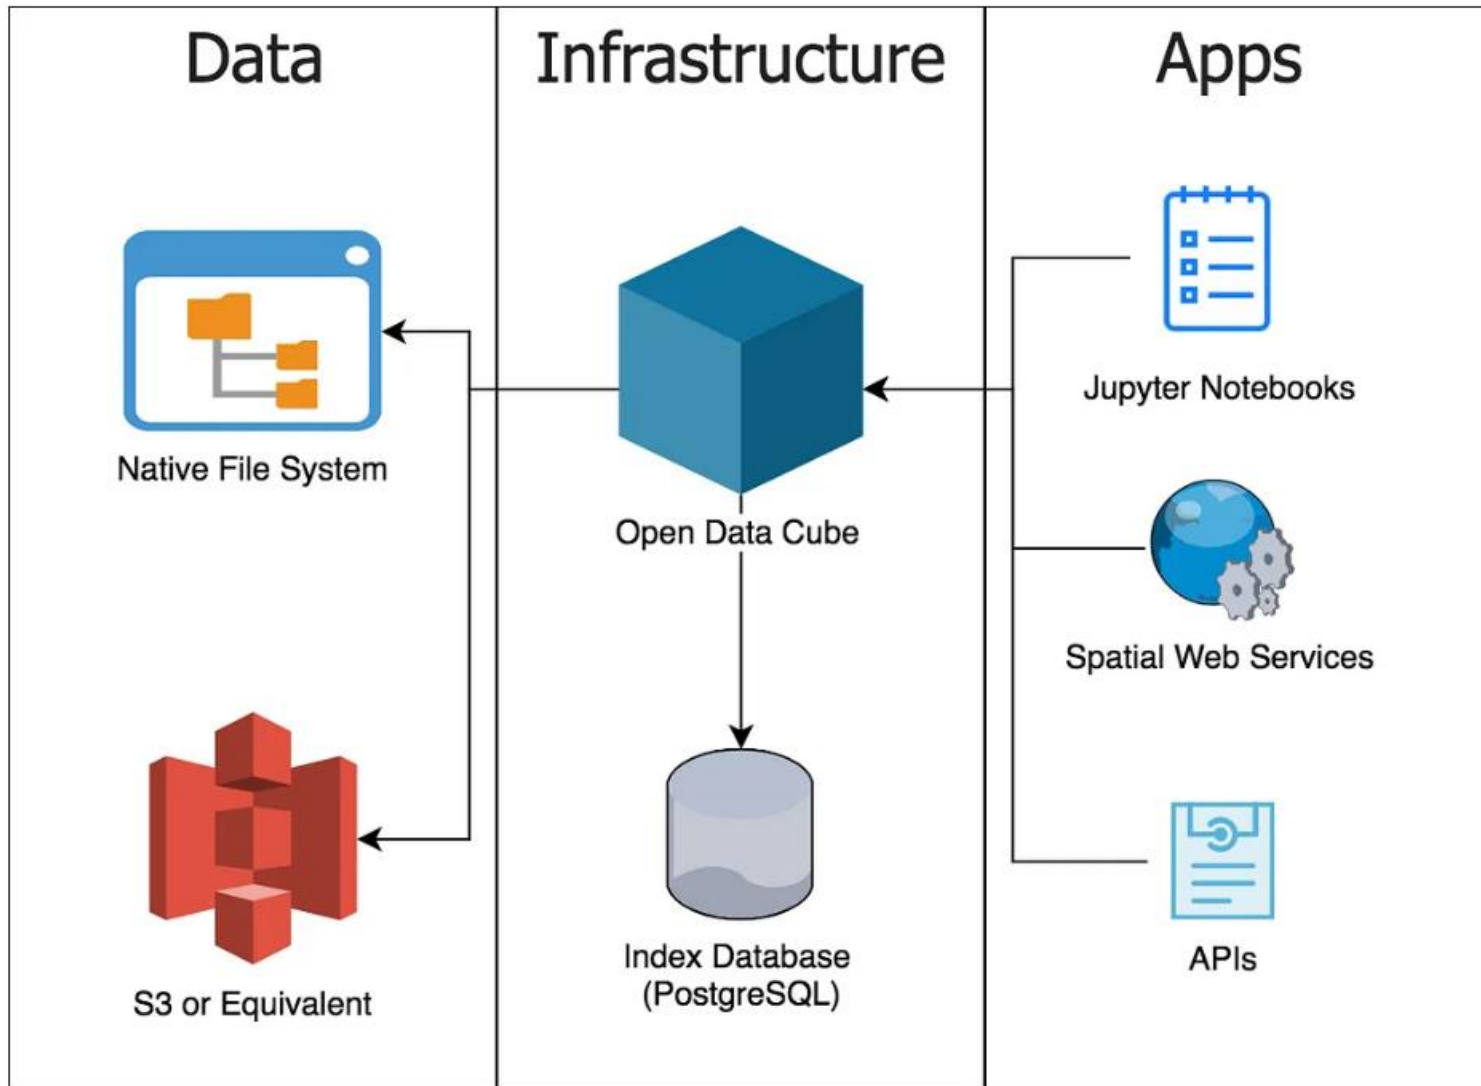 Data
Infrastructure
Apps
Native File System
S3 or Equivalent
Open Data Cube
Index Database
(PostgreSQL)
Jupyter Notebooks
Spatial Web Services
APIs